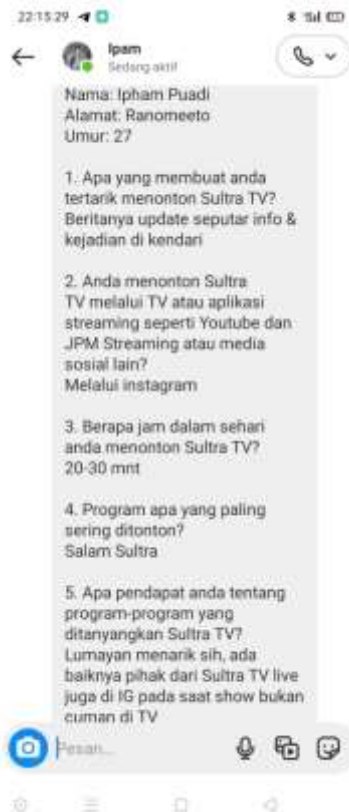 22:15:29
Ipam
Sedang aktif
Nama: Ipham Puadi
Alamat: Ranomeeto
Umur: 27
1. Apa yang membuat anda
tertarik menonton Sultra TV?
Beritanya update seputar info &
kejadian di kendari
2. Anda menonton Sultra
TV melalui TV atau aplikasi
streaming seperti Youtube dan
JPM Streaming atau media
sosial lain?
Melalui instagram
3. Berapa jam dalam sehari
anda menonton Sultra TV?
20-30 mnt
4. Program apa yang paling
sering ditonton?
Salam Sultra
5. Apa pendapat anda tentang
program-program yang
ditanyangkan Sultra TV?
Lumayan menarik sih, ada
baiknya pihak dari Sultra TV live
juga di IG pada saat show bukan
cuman di TV
Pesan...